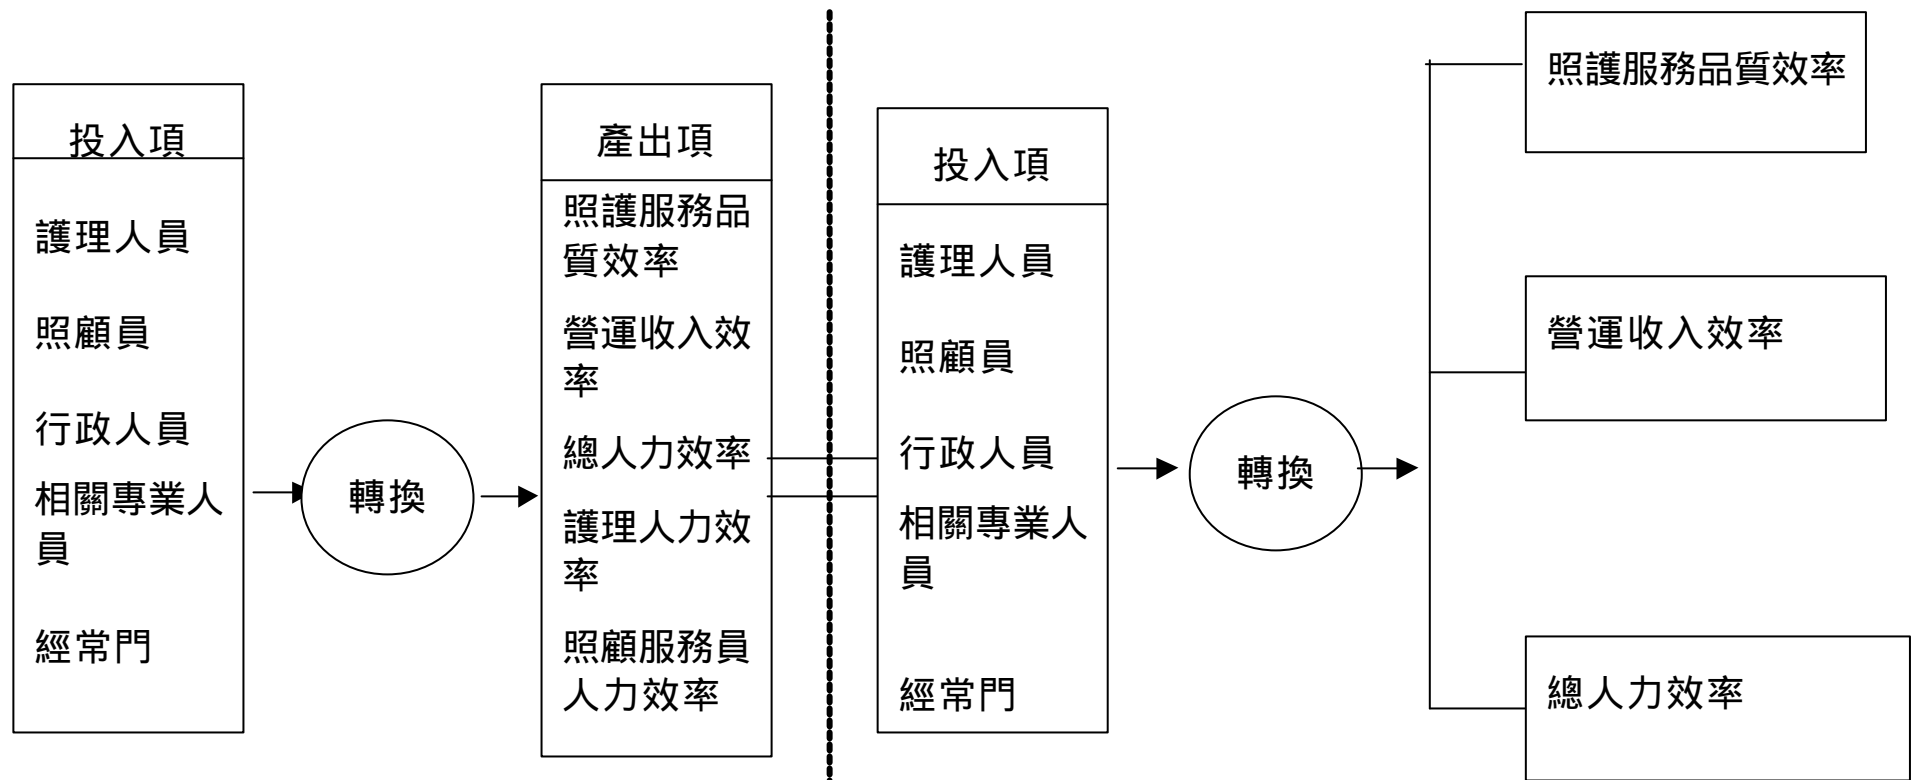 投入項
護理人員
照顧員
行政人員
相關專業人
員
經常門
轉換
產出項
照護服務品
質效率
營運收入效
率
總人力效率
護理人力效
率
照顧服務員
人力效率
投入項
護理人員
照顧員
行政人員
相關專業人
員
經常門
轉換
照護服務品質效率
營運收入效率
總人力效率